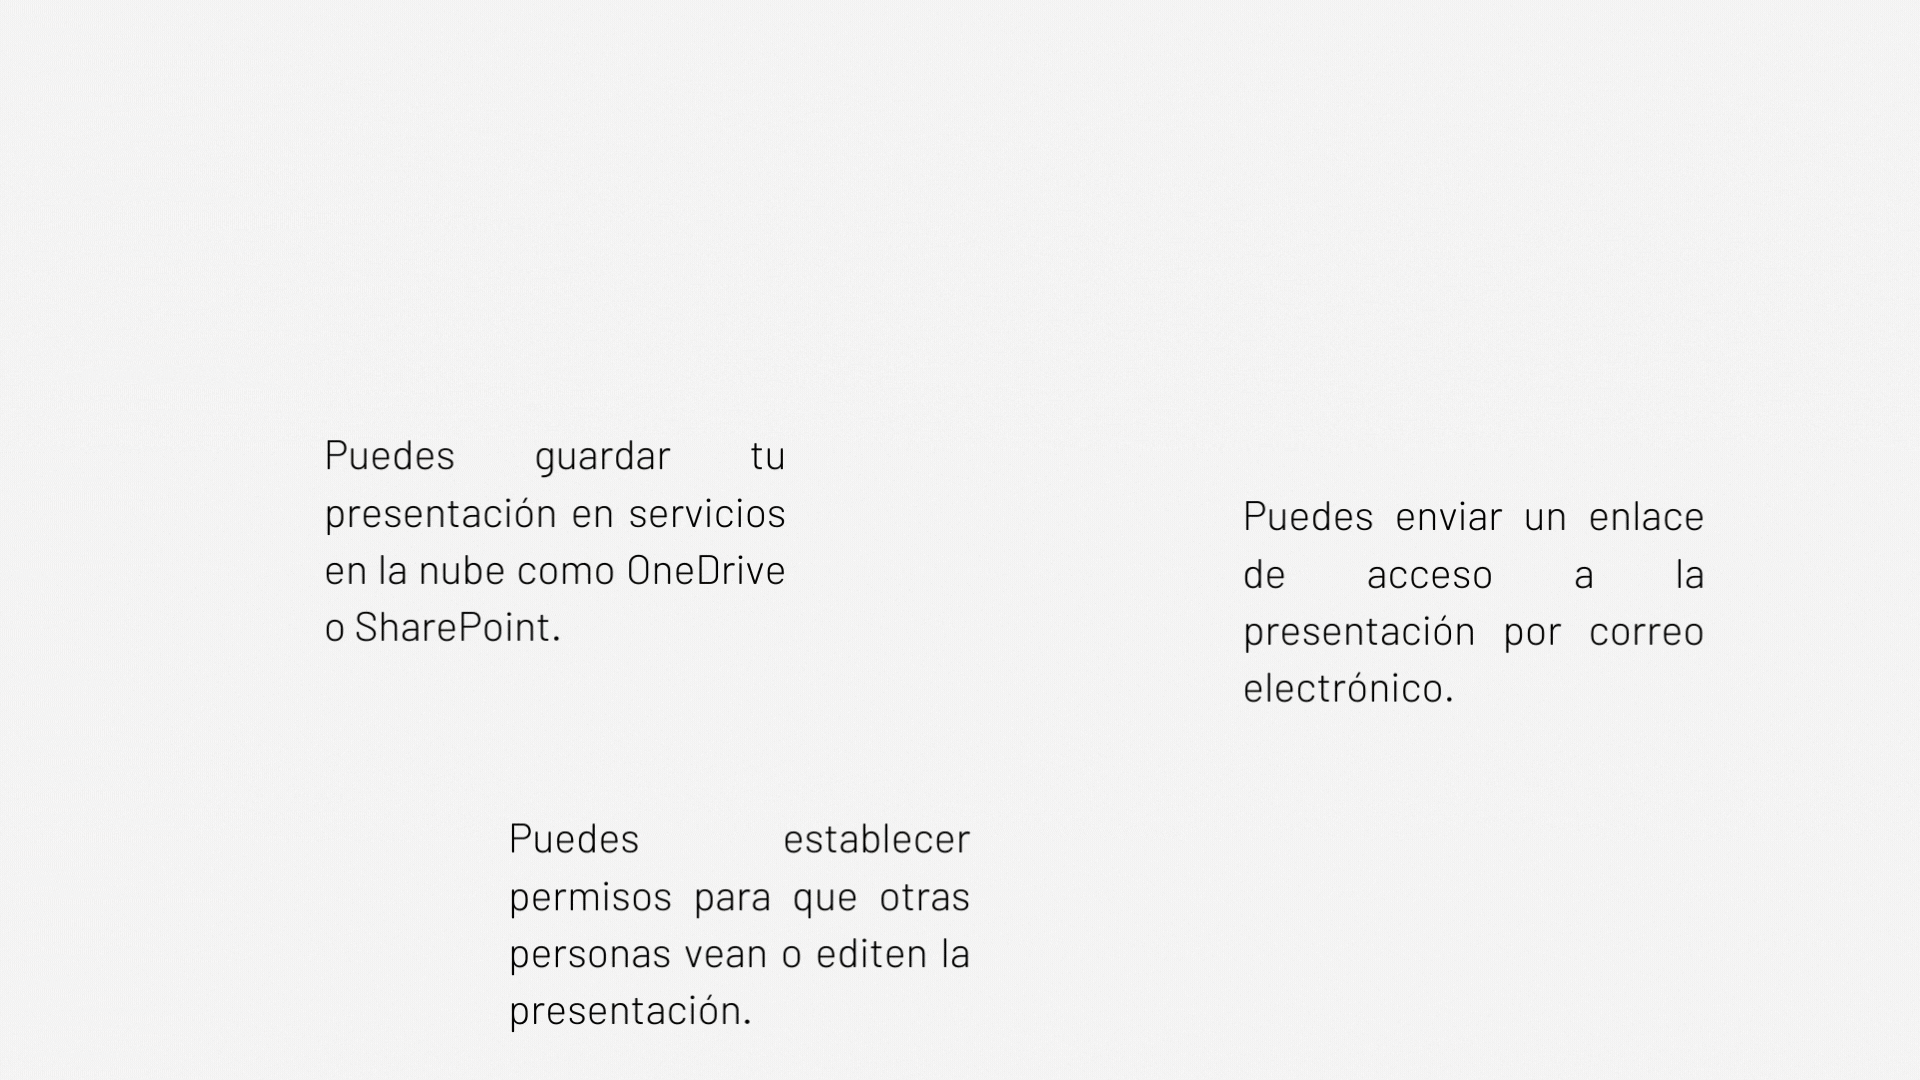 Puedes guardar tu
presentación en servicios
en la nube como OneDrive
o SharePoint.
Puedes enviar un enlace
de acceso a la
presentación por correo
electrónico.
Puedes establecer
permisos para que otras
personas vean o editen la
presentación.